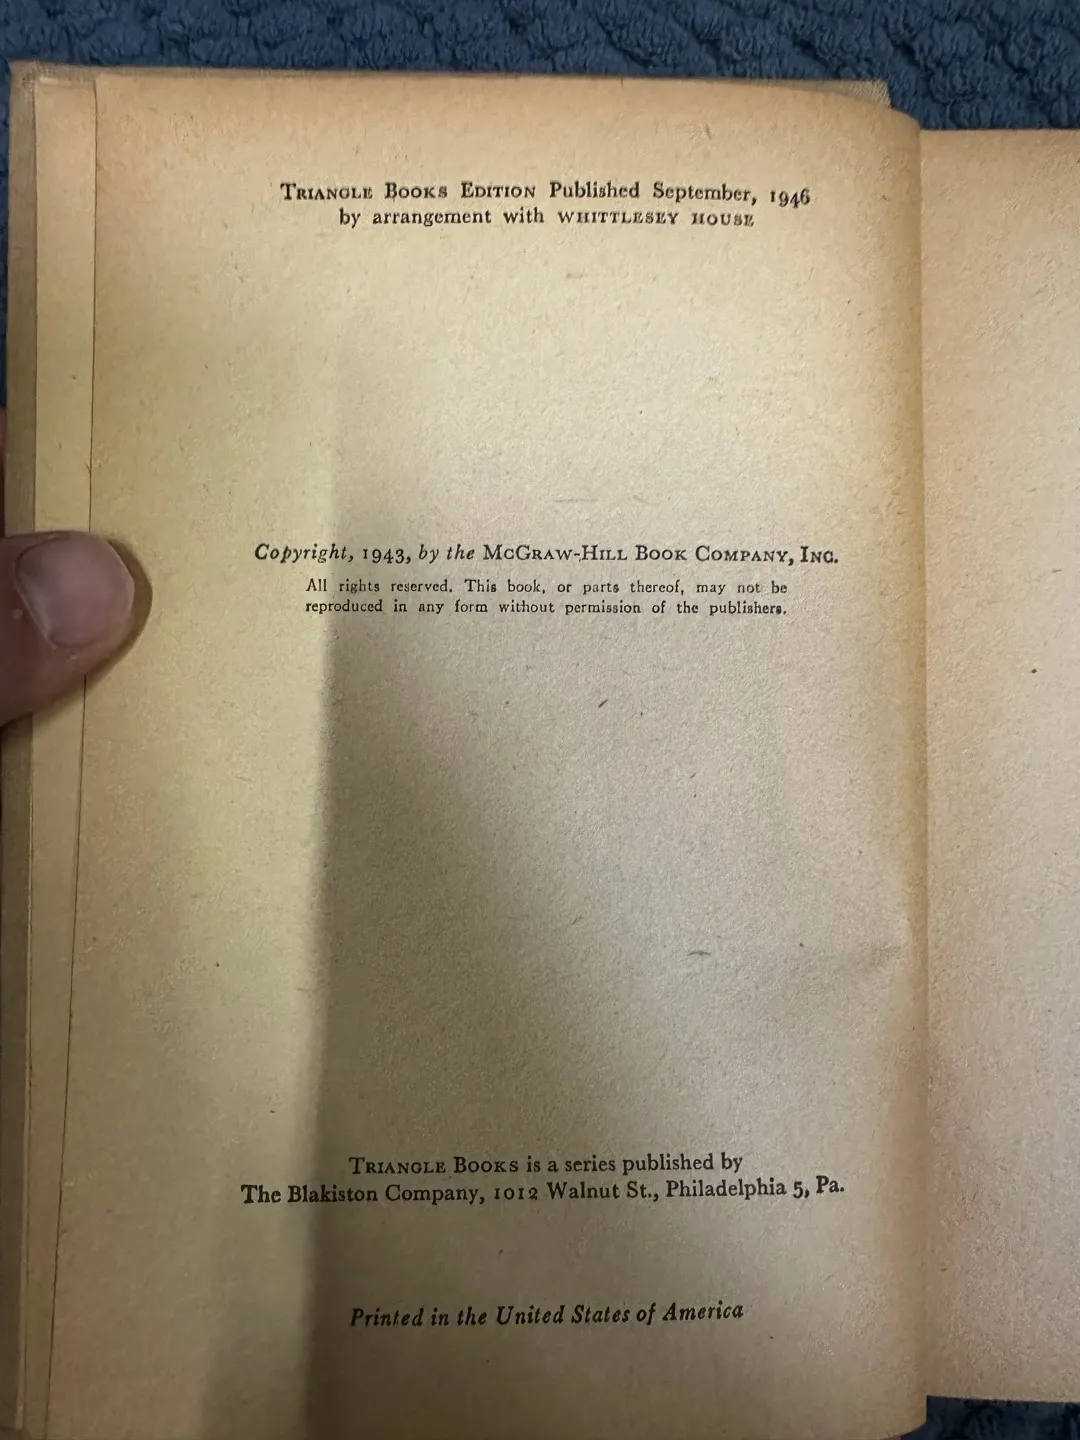 TRIANGLE BOOKS EDITION Published September, 1946
by arrangement with WHITTLESEY HOUSE
Copyright, 1943, by the MCGRAW-HILL BOOK COMPANY, INC.
All rights reserved. This book, or parts thereof, may not be
reproduced in any form without permission of the publishers.
TRIANGLE BOOKS is a series published by
The Blakiston Company, 1012 Walnut St., Philadelphia 5, Pa.
Printed in the United States of America